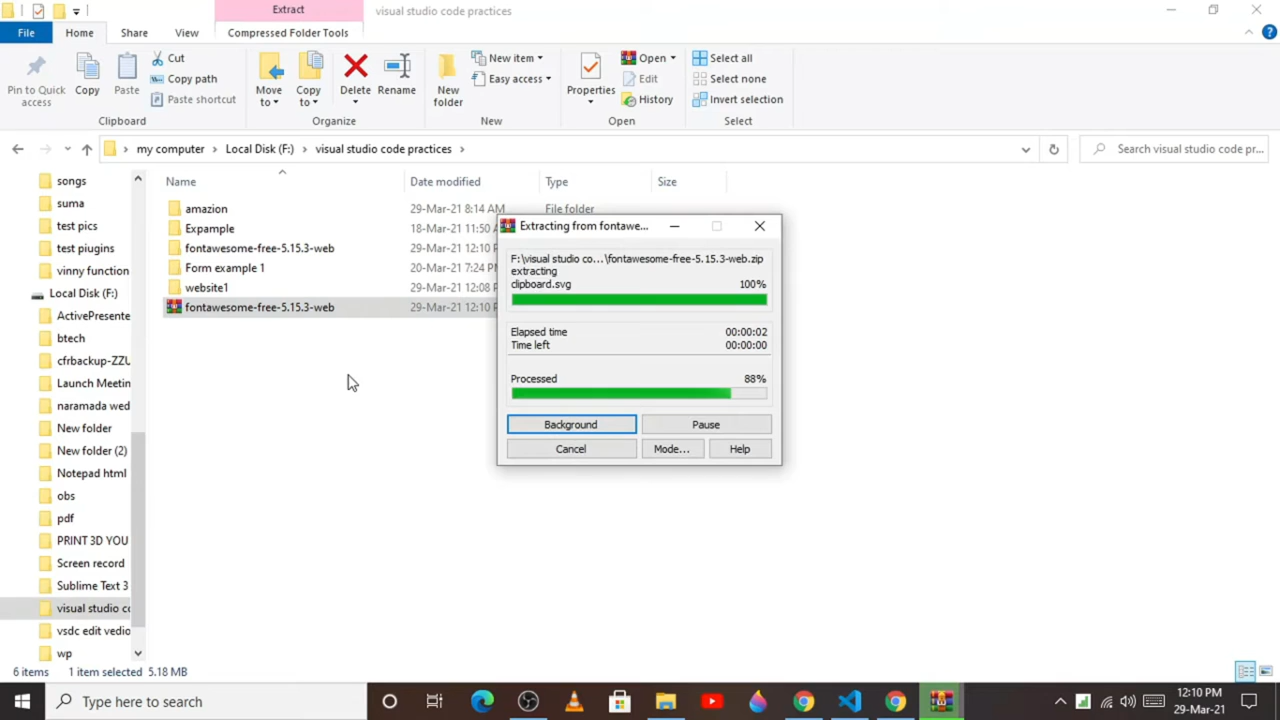 Extract
visual studio code practices
File
Home
Share
View
Compressed Folder Tools
Pin to Quick
access
Copy
Paste
Cut
Copy path
Paste shortcut
Move
to
Copy
to
Delete
Rename
New
folder
New item
Easy access
Properties
Open
Edit
History
Select all
Select none
Invert selection
Clipboard
Organize
New
Open
Select
my computer > Local Disk (F:) > visual studio code practices >
Search visual studio code pr...
Name
Date modified
Type
Size
amazion 29-Mar-21 8:14 AM File folder
Expample 18-Mar-21 11:50
fontawesome-free-5.15.3-web 29-Mar-21 12:10
Form example 1 20-Mar-21 7:24 PM
website1 29-Mar-21 12:08
fontawesome-free-5.15.3-web 29-Mar-21 12:10
songs
suma
test pics
test piugins
vinny function
Local Disk (F:)
ActivePresente
btech
cfrbackup-ZZU
Launch Meetin
naramada wed
New folder
New folder (2)
Notepad html
obs
pdf
PRINT 3D YOU
Screen record
Sublime Text 3
visual studio co
vsdc edit vedio
wp
Extracting from fontawe...
F:\visual studio co...\fontawesome-free-5.15.3-web.zip
extracting
clipboard.svg 100%
Elapsed time 00:00:02
Time left 00:00:00
Processed 88%
Background
Pause
Cancel
Mode...
Help
6 items 1 item selected 5.18 MB
Type here to search
12:10 PM
29-Mar-21